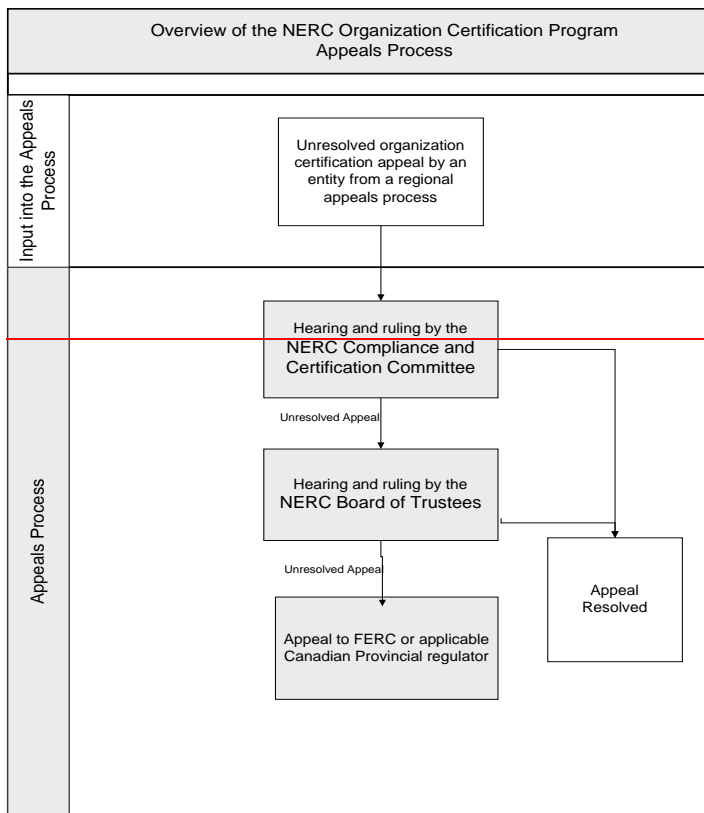 Overview of the NERC Organization Certification Program
Appeals Process
Input into the Appeals
Process
Unresolved organization
certification appeal by an
entity from a regional
appeals process
Appeals Process
Hearing and ruling by the
NERC Compliance and
Certification Committee
Unresolved Appeal
Hearing and ruling by the
NERC Board of Trustees
Unresolved Appeal
Appeal
Resolved
Appeal to FERC or applicable
Canadian Provincial regulator